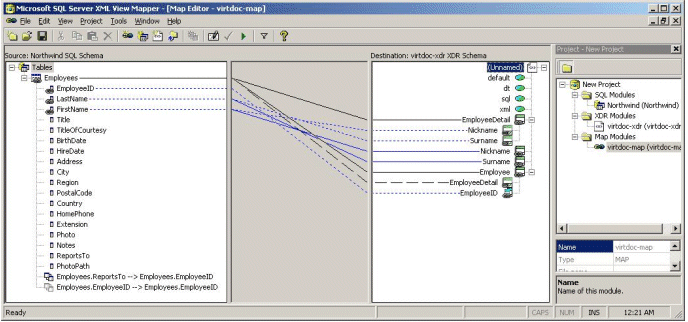 Microsoft SQL Server XML View Mapper - [Map Editor - virtdoc-map]
File Edit View Project Tools Window Help
Source: Northwind SQL Schema
Tables
Employees
EmployeeID
LastName
FirstName
Title
TitleOfCourtesy
BirthDate
HireDate
Address
City
Region
PostalCode
Country
HomePhone
Extension
Photo
Notes
ReportsTo
PhotoPath
Employees.ReportsTo --> Employees.EmployeeID
Employees.EmployeeID --> Employees.EmployeeID
Destination: virtdoc-xdr XDR Schema
(Unnamed)
default
dt
sql
xml
EmployeeDetail
Nickname
Surname
Nickname
Surname
Employee
EmployeeDetail
EmployeeID
Project - New Project
New Project
SQL Modules
Northwind (Northwind)
XDR Modules
virtdoc-xdr (virtdoc-xdr
Map Modules
virtdoc-map (virtdoc-ma
Name virtdoc-map
Type MAP
Name
Name of this module.
Ready
CAPS NUM INS 12:21 AM